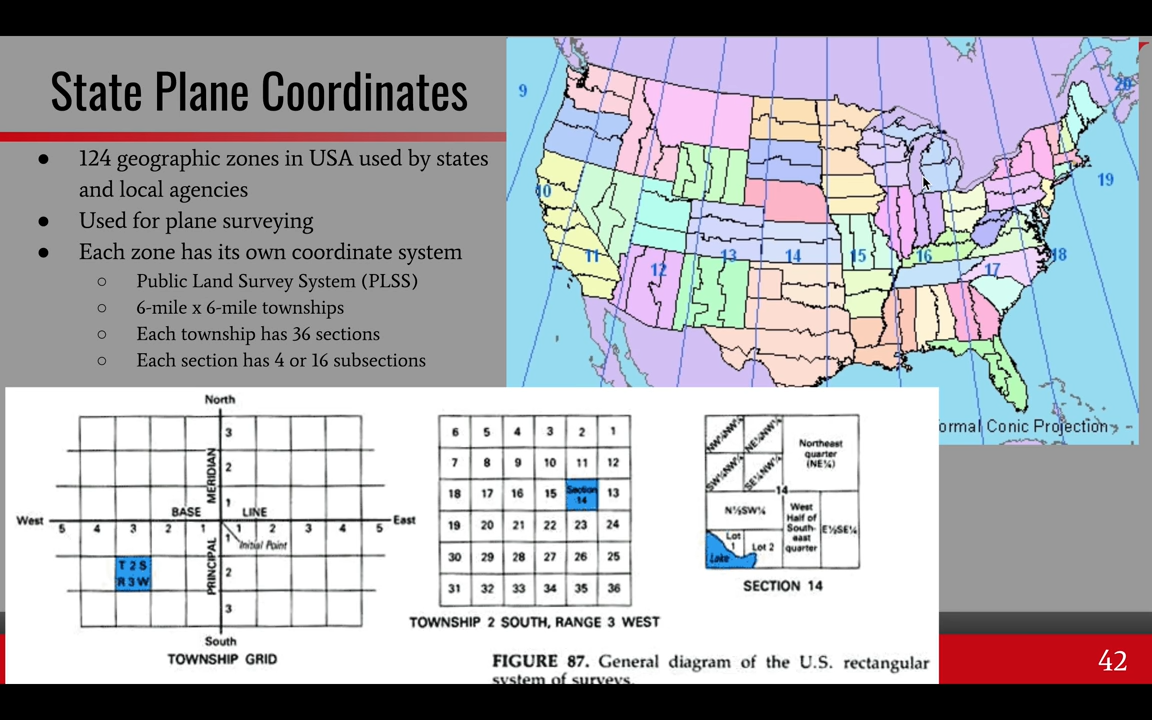 State Plane Coordinates
● 124 geographic zones in USA used by states
and local agencies
● Used for plane surveying
● Each zone has its own coordinate system
○ Public Land Survey System (PLSS)
○ 6-mile x 6-mile townships
○ Each township has 36 sections
○ Each section has 4 or 16 subsections
9
20
10
19
11
12
13
14
15
16
17
18
ormal Conic Projection
North
3
2
1
MERIDIAN
BASE LINE
West 5 4 3 2 1 1 2 3 4 5 East
Initial Point
1
2
3
PRINCIPAL
T 2 S
R 3 W
South
TOWNSHIP GRID
6 5 4 3 2 1
7 8 9 10 11 12
18 17 16 15 Section 14 13
19 20 21 22 23 24
30 29 28 27 26 25
31 32 33 34 35 36
TOWNSHIP 2 SOUTH, RANGE 3 WEST
NW¼NW¼
NE¼NW¼
SW¼NW¼
SE¼NW¼
Northeast
quarter
(NE¼)
14
N½SW¼
West
Half of
South-
east
quarter
E½SE¼
Lot
1
Lot 2
Lake
SECTION 14
FIGURE 87. General diagram of the U.S. rectangular
system of surveys.
42